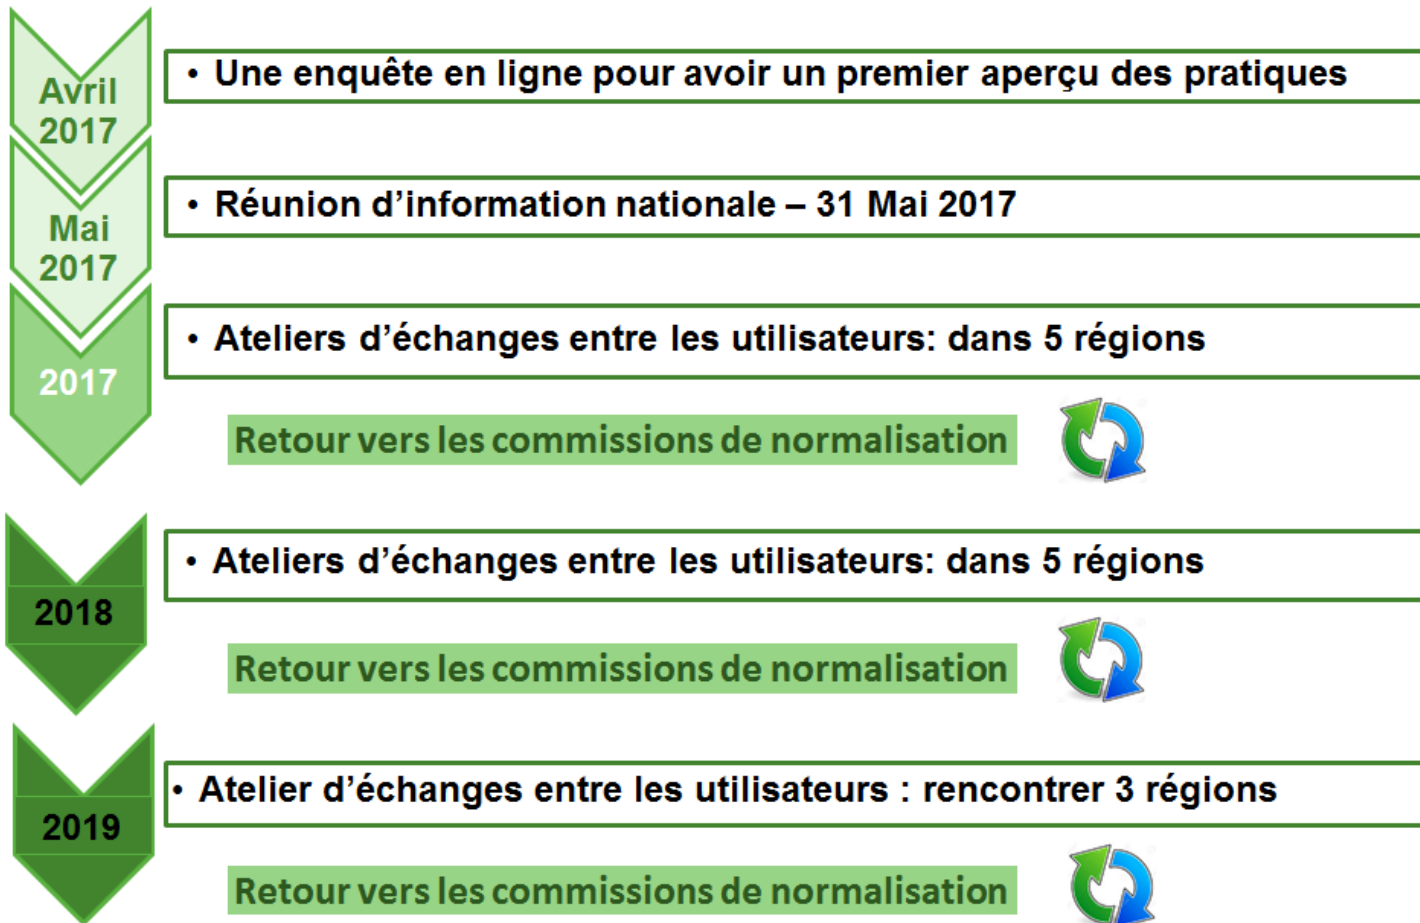 Avril
2017
• Une enquête en ligne pour avoir un premier aperçu des pratiques
Mai
2017
• Réunion d’information nationale – 31 Mai 2017
2017
• Ateliers d’échanges entre les utilisateurs: dans 5 régions
Retour vers les commissions de normalisation
2018
• Ateliers d’échanges entre les utilisateurs: dans 5 régions
Retour vers les commissions de normalisation
2019
• Atelier d’échanges entre les utilisateurs : rencontrer 3 régions
Retour vers les commissions de normalisation